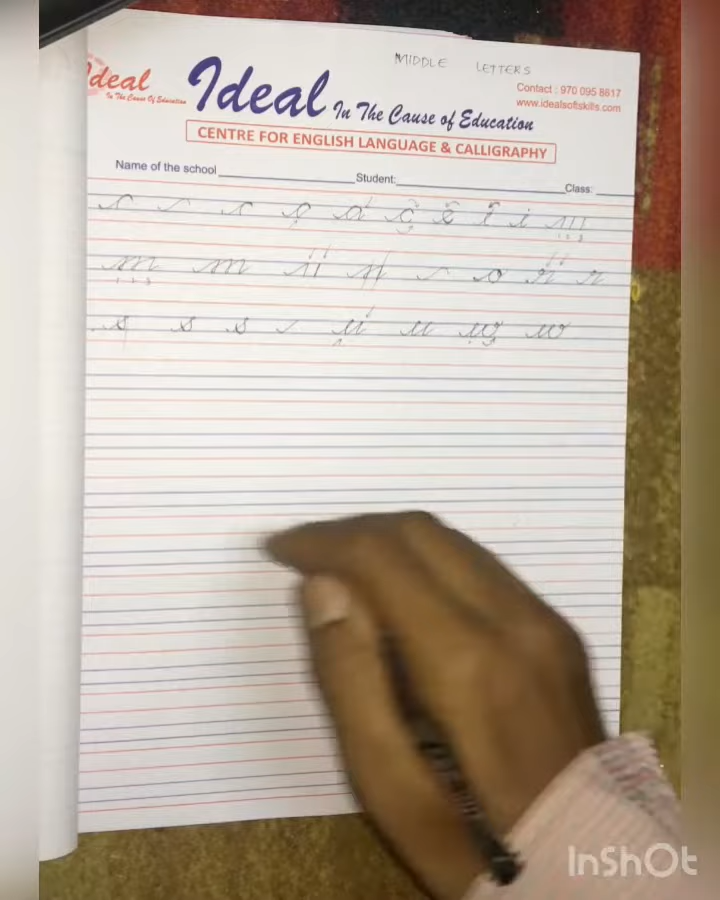 MIDDLE LETTERS
Ideal
In The Cause Of Education
Ideal In The Cause of Education
Contact : 970 095 8817
www.idealsoftskills.com
CENTRE FOR ENGLISH LANGUAGE & CALLIGRAPHY
Name of the school Student: Class:
a c e i i
m m o r r
s s s u u w w
InShOt